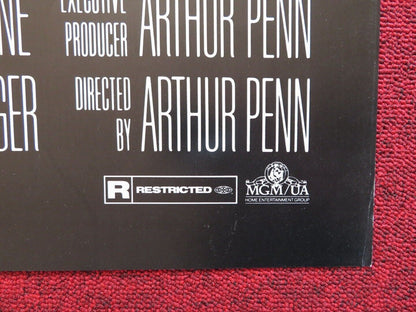 NE
EXECUTIVE
PRODUCER ARTHUR PENN
GER
DIRECTED
BY ARTHUR PENN
R RESTRICTED
MGM/UA
HOME ENTERTAINMENT GROUP